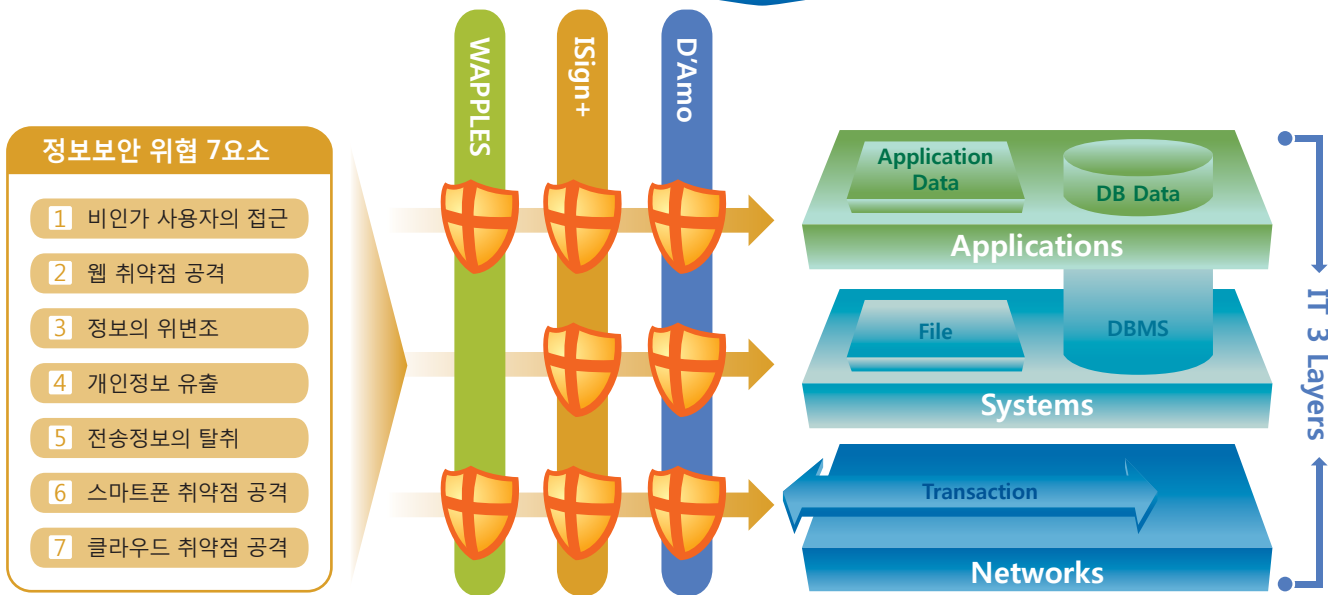 WAPPLES
ISign+
D'Amo
정보보안 위협 7요소
1 비인가 사용자의 접근
2 웹 취약점 공격
3 정보의 위변조
4 개인정보 유출
5 전송정보의 탈취
6 스마트폰 취약점 공격
7 클라우드 취약점 공격
Application
Data
DB Data
Applications
File
DBMS
Systems
Transaction
Networks
IT 3 Layers